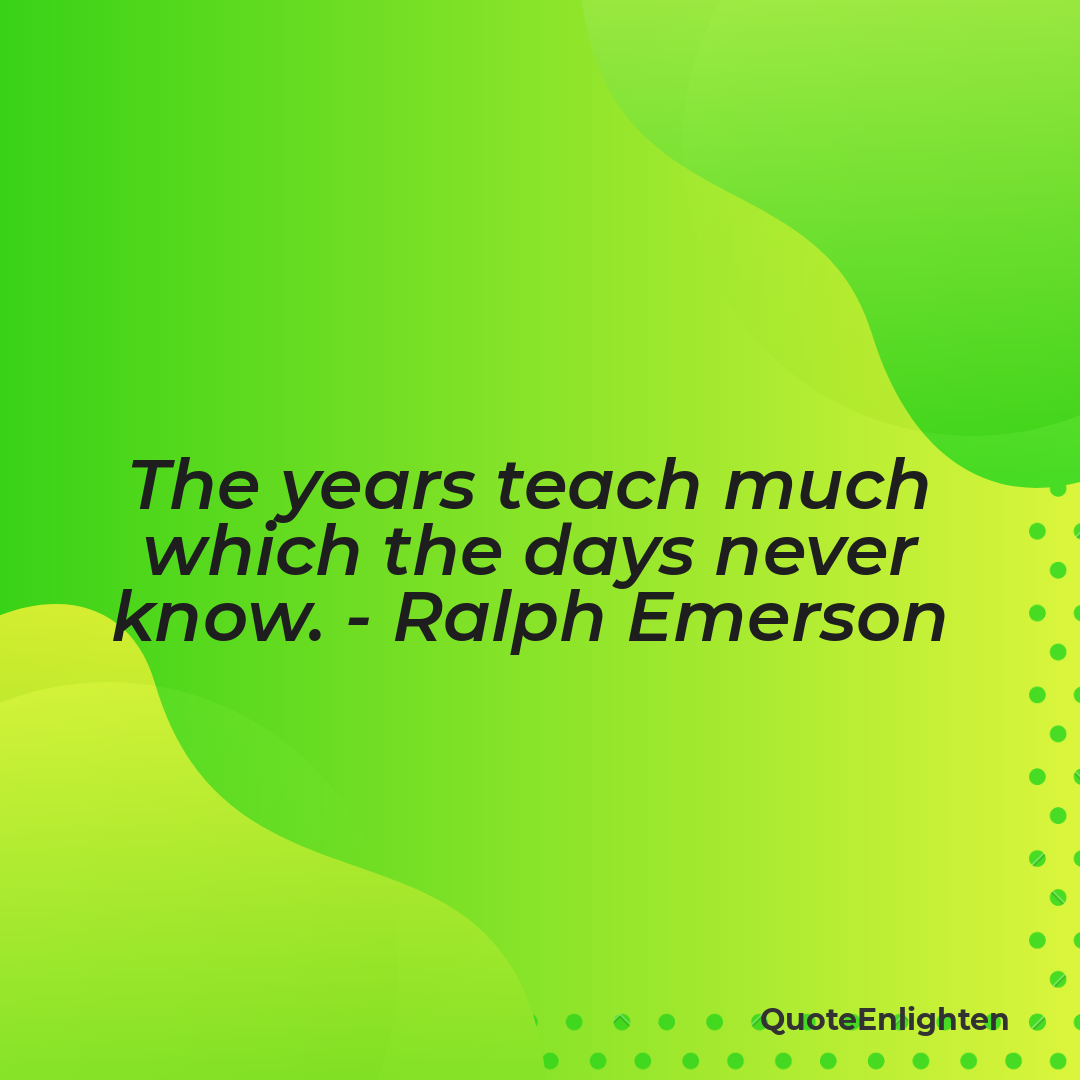 The years teach much
which the days never
know. - Ralph Emerson
QuoteEnlighten